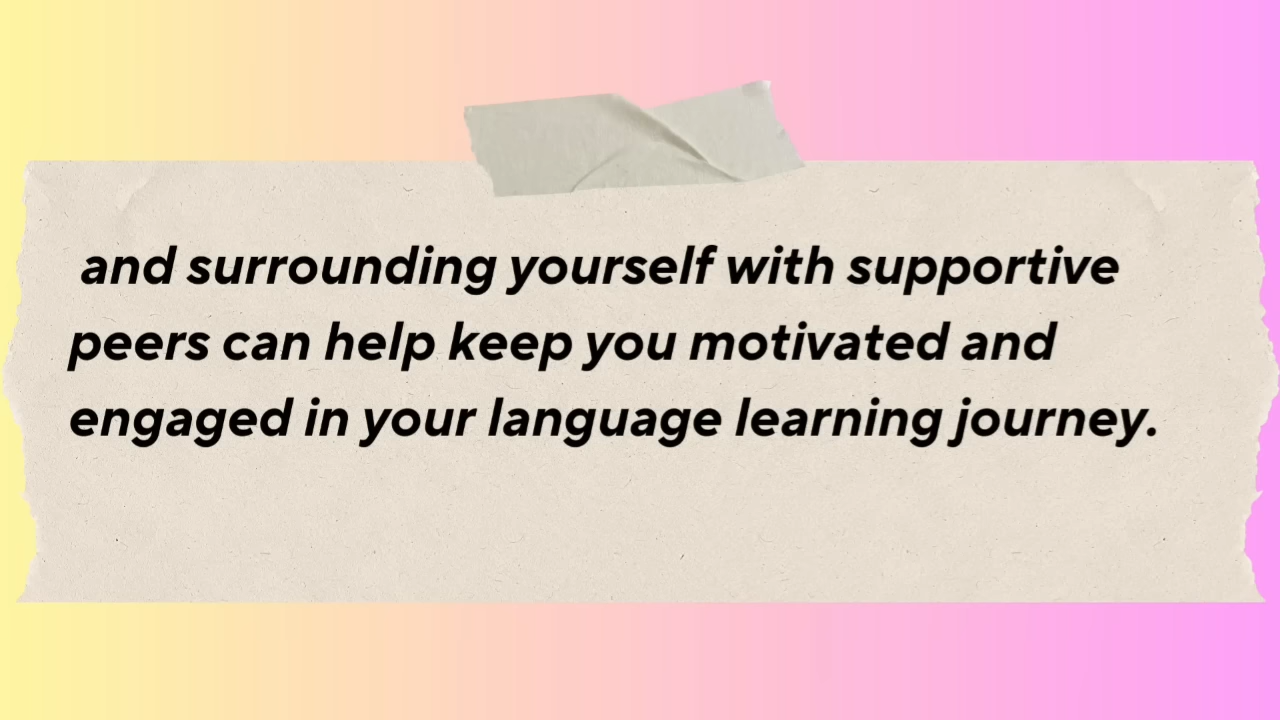 and surrounding yourself with supportive
peers can help keep you motivated and
engaged in your language learning journey.